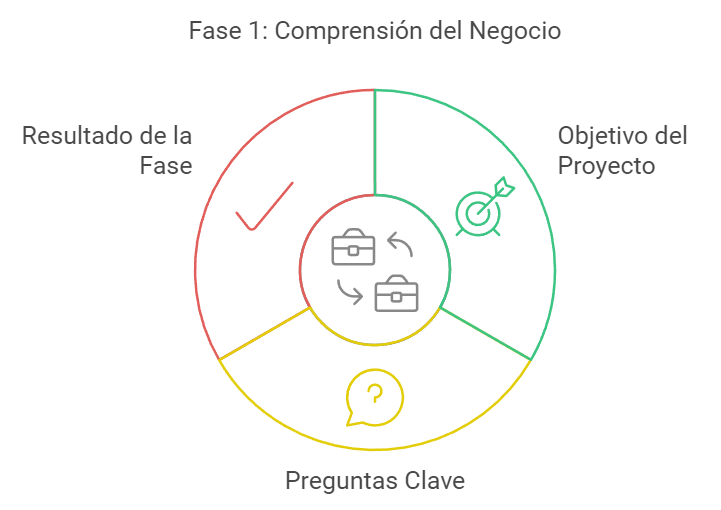 Fase 1: Comprensión del Negocio
Resultado de la
Fase
Objetivo del
Proyecto
?
Preguntas Clave